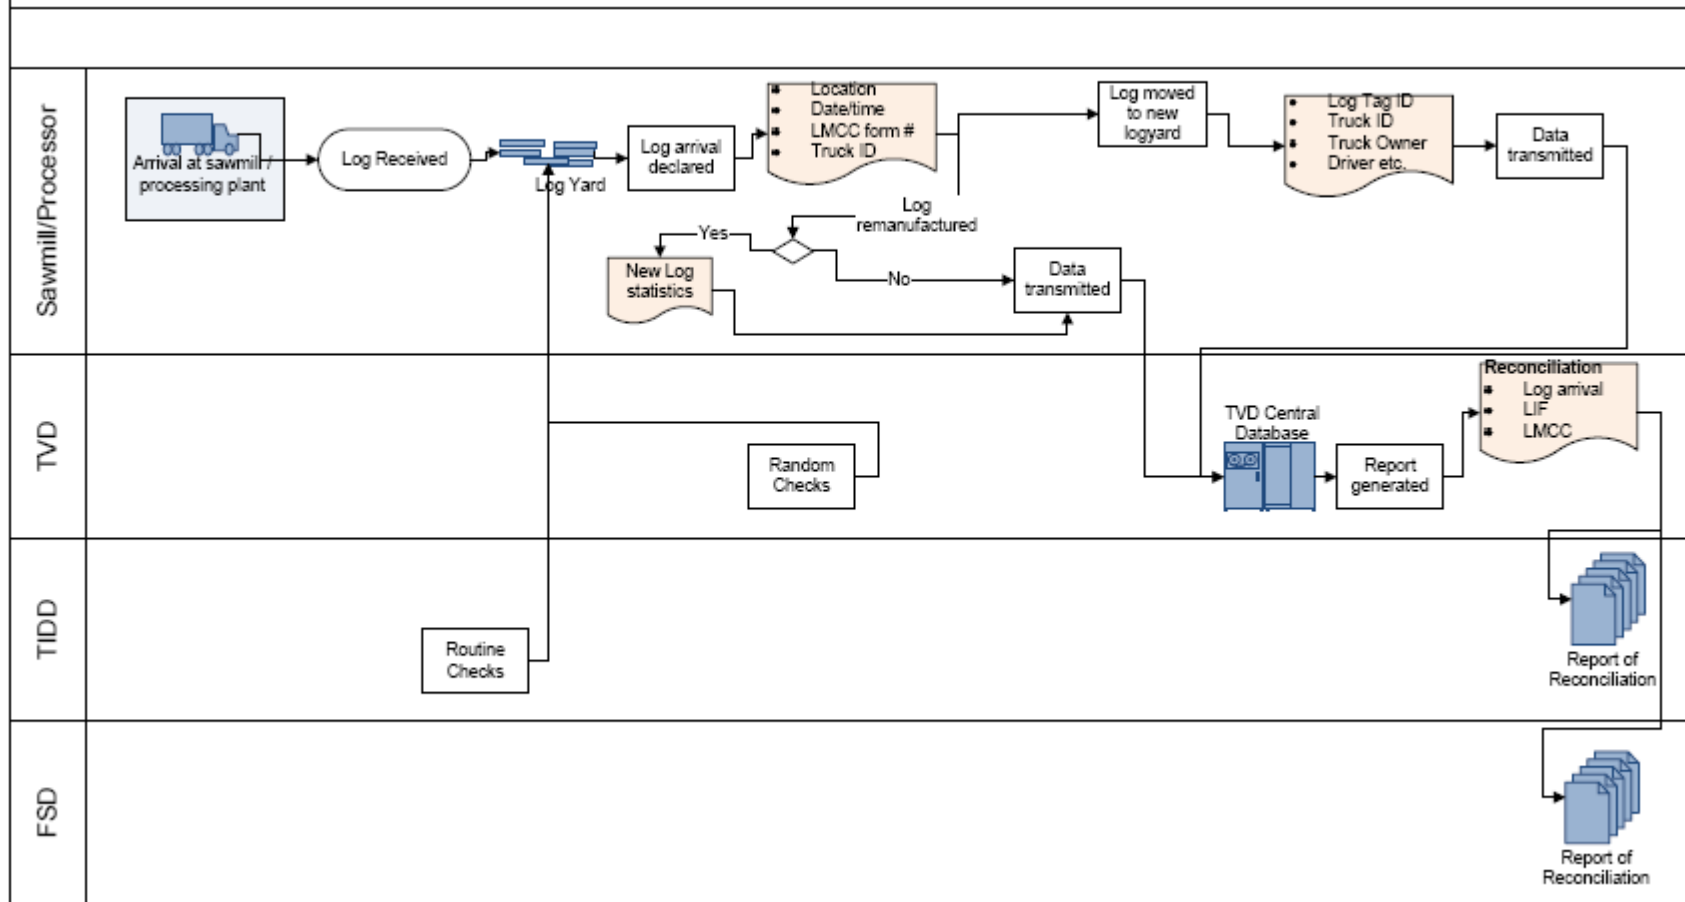 Sawmill/Processor
Arrival at sawmill /
processing plant
Log Received
Log Yard
Log arrival
declared
Location
Date/time
LMCC form #
Truck ID
Log moved
to new
logyard
Log Tag ID
Truck ID
Truck Owner
Driver etc.
Data
transmitted
Log
remanufactured
Yes
No
New Log
statistics
Data
transmitted
TVD
Random
Checks
TVD Central
Database
Report
generated
Reconciliation
Log arrival
LIF
LMCC
TIDD
Routine
Checks
Report of
Reconciliation
FSD
Report of
Reconciliation